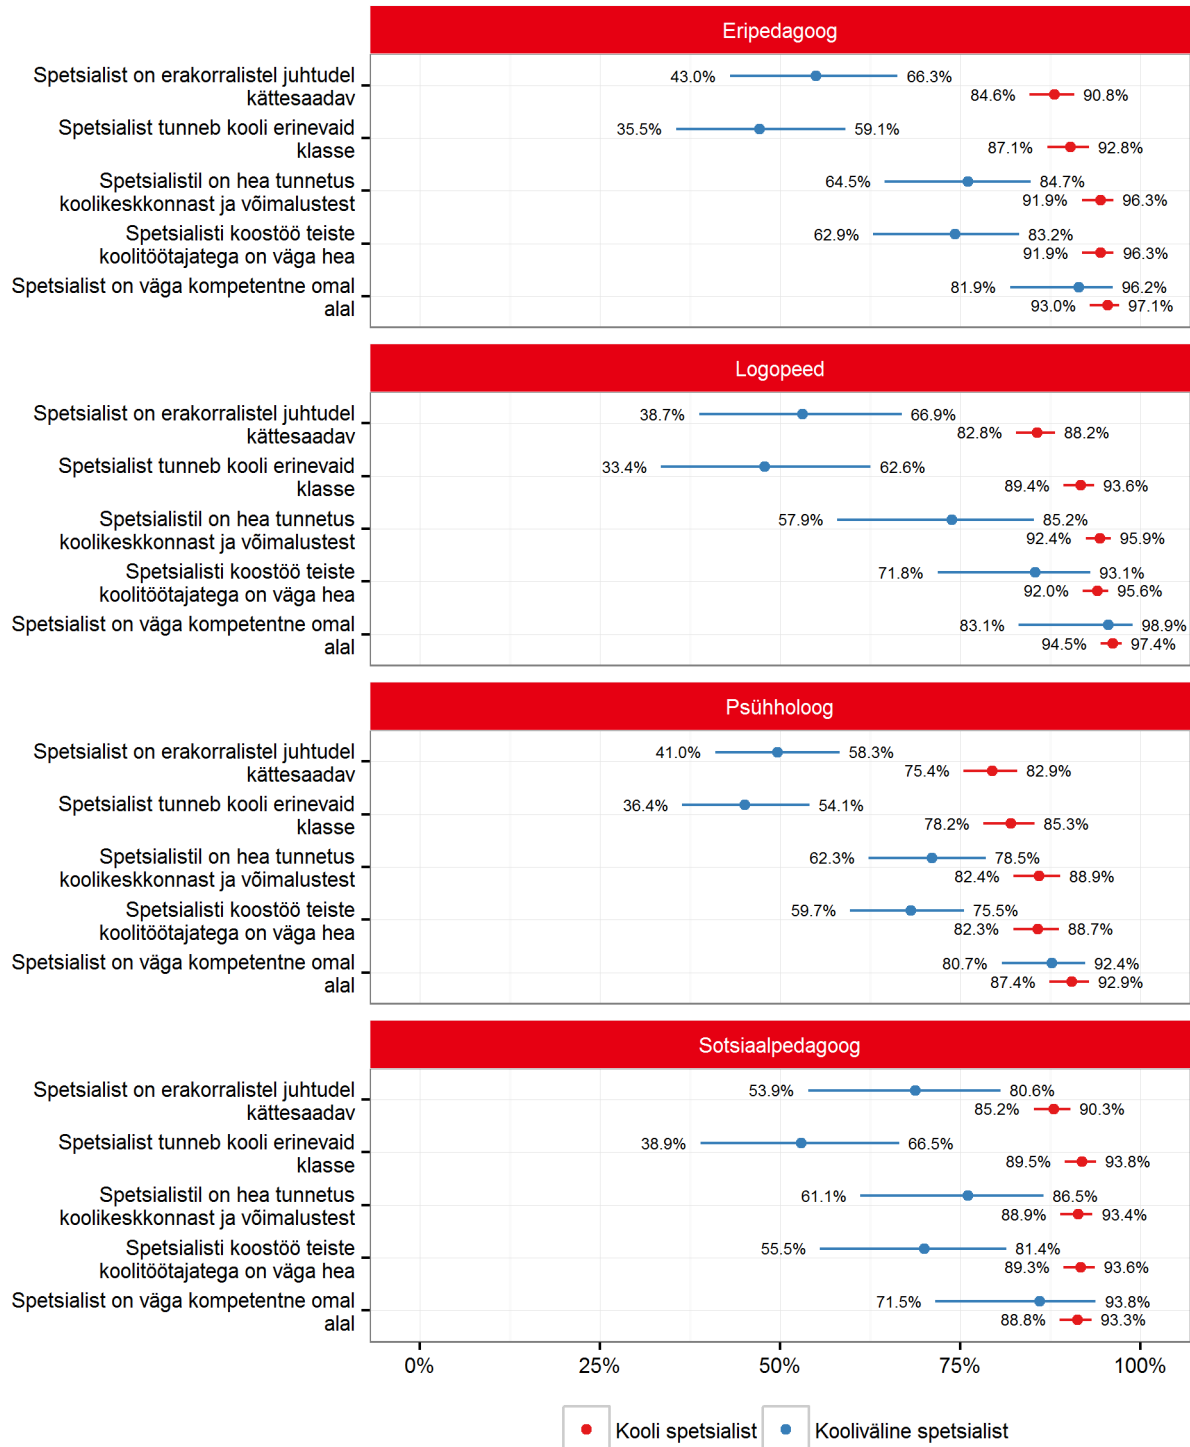 Eripedagoog
Spetsialist on erakorralistel juhtudel
kättesaadav
43.0% 66.3%
84.6% 90.8%
Spetsialist tunneb kooli erinevaid
klasse
35.5% 59.1%
87.1% 92.8%
Spetsialistil on hea tunnetus
koolikeskkonnast ja võimalustest
64.5% 84.7%
91.9% 96.3%
Spetsialisti koostöö teiste
koolitöötajatega on väga hea
62.9% 83.2%
91.9% 96.3%
Spetsialist on väga kompetentne omal
alal
81.9% 96.2%
93.0% 97.1%
Logopeed
Spetsialist on erakorralistel juhtudel
kättesaadav
38.7% 66.9%
82.8% 88.2%
Spetsialist tunneb kooli erinevaid
klasse
33.4% 62.6%
89.4% 93.6%
Spetsialistil on hea tunnetus
koolikeskkonnast ja võimalustest
57.9% 85.2%
92.4% 95.9%
Spetsialisti koostöö teiste
koolitöötajatega on väga hea
71.8% 93.1%
92.0% 95.6%
Spetsialist on väga kompetentne omal
alal
83.1% 98.9%
94.5% 97.4%
Psühholoog
Spetsialist on erakorralistel juhtudel
kättesaadav
41.0% 58.3%
75.4% 82.9%
Spetsialist tunneb kooli erinevaid
klasse
36.4% 54.1%
78.2% 85.3%
Spetsialistil on hea tunnetus
koolikeskkonnast ja võimalustest
62.3% 78.5%
82.4% 88.9%
Spetsialisti koostöö teiste
koolitöötajatega on väga hea
59.7% 75.5%
82.3% 88.7%
Spetsialist on väga kompetentne omal
alal
80.7% 92.4%
87.4% 92.9%
Sotsiaalpedagoog
Spetsialist on erakorralistel juhtudel
kättesaadav
53.9% 80.6%
85.2% 90.3%
Spetsialist tunneb kooli erinevaid
klasse
38.9% 66.5%
89.5% 93.8%
Spetsialistil on hea tunnetus
koolikeskkonnast ja võimalustest
61.1% 86.5%
88.9% 93.4%
Spetsialisti koostöö teiste
koolitöötajatega on väga hea
55.5% 81.4%
89.3% 93.6%
Spetsialist on väga kompetentne omal
alal
71.5% 93.8%
88.8% 93.3%
0% 25% 50% 75% 100%
Kooli spetsialist Kooliväline spetsialist